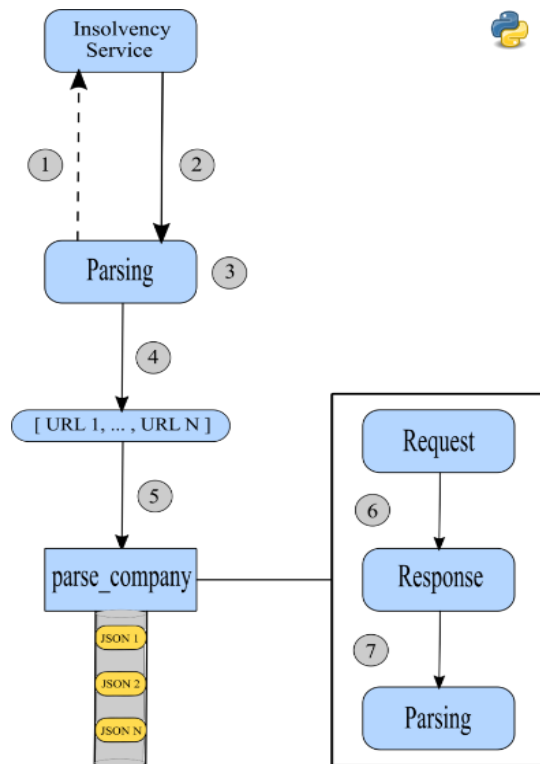 Insolvency
Service
1
2
Parsing
3
4
[ URL 1, ... , URL N ]
Request
5
6
parse_company
Response
JSON 1
7
JSON 2
Parsing
JSON N